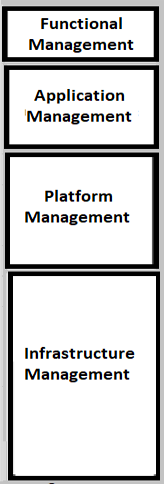 Functional
Management
Application
Management
Platform
Management
Infrastructure
Management